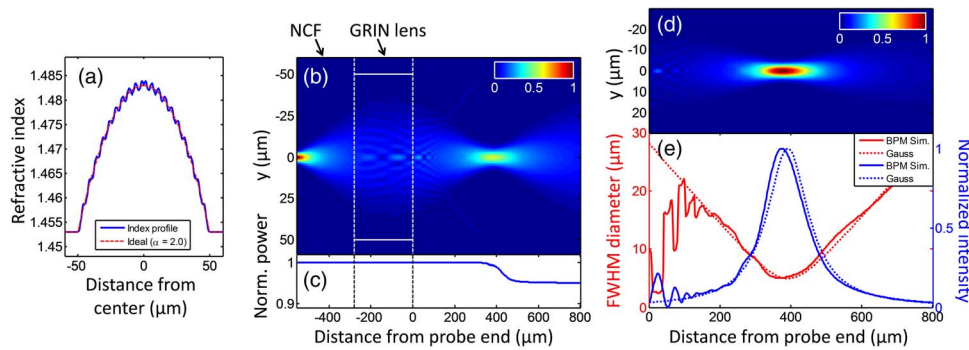 (a)
Refractive index
1.485
1.48
1.475
1.47
1.465
1.46
1.455
1.45
Index profile
Ideal (α = 2.0)
-50
0
50
Distance from
center (μm)
NCF
GRIN lens
(b)
0
0.5
1
y (μm)
-50
-25
0
25
50
(c)
Norm. power
1
0.9
-400
-200
0
200
400
600
800
Distance from probe end (μm)
(d)
0
0.5
1
y (μm)
-20
-10
0
10
20
(e)
BPM Sim.
Gauss
BPM Sim.
Gauss
FWHM diameter (μm)
30
20
10
0
Normalized Intensity
1
0.5
0
0
200
400
600
800
Distance from probe end (μm)